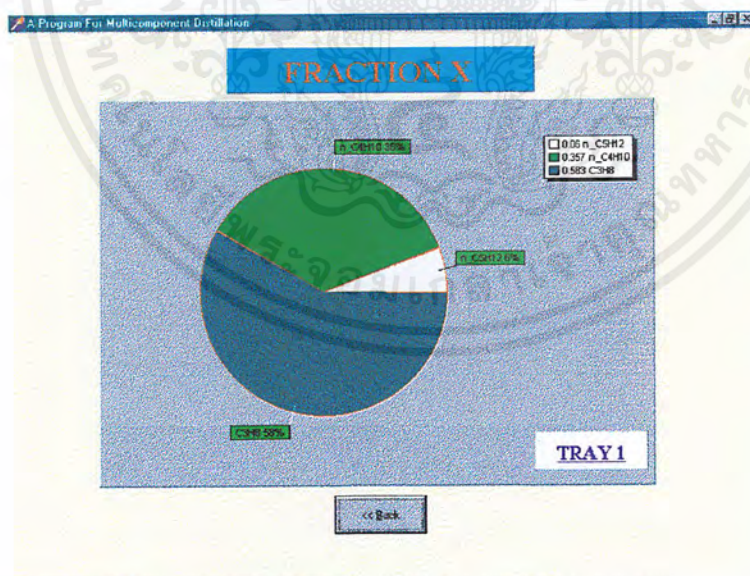 A Program For Multicomponent Distillation
FRACTION X
n_C4H10 36%
0.06 n_C5H12
0.357 n_C4H10
0.583 C3H8
n_C5H12 6%
C3H8 58%
TRAY 1
<< Back